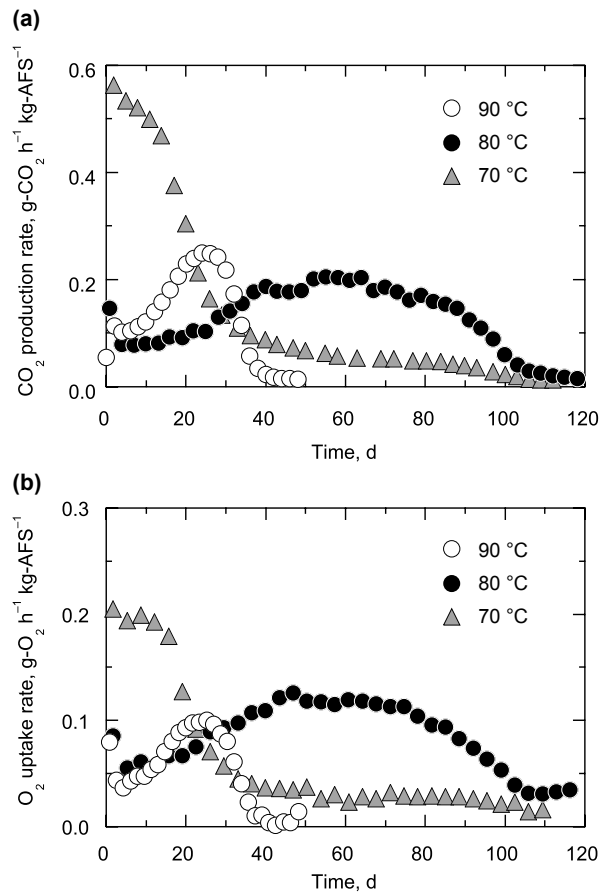 (a)
CO₂ production rate, g-CO₂ h⁻¹ kg-AFS⁻¹
0.6
0.4
0.2
0.0
90 °C
80 °C
70 °C
0 20 40 60 80 100 120
Time, d
(b)
O₂ uptake rate, g-O₂ h⁻¹ kg-AFS⁻¹
0.3
0.2
0.1
0.0
90 °C
80 °C
70 °C
0 20 40 60 80 100 120
Time, d